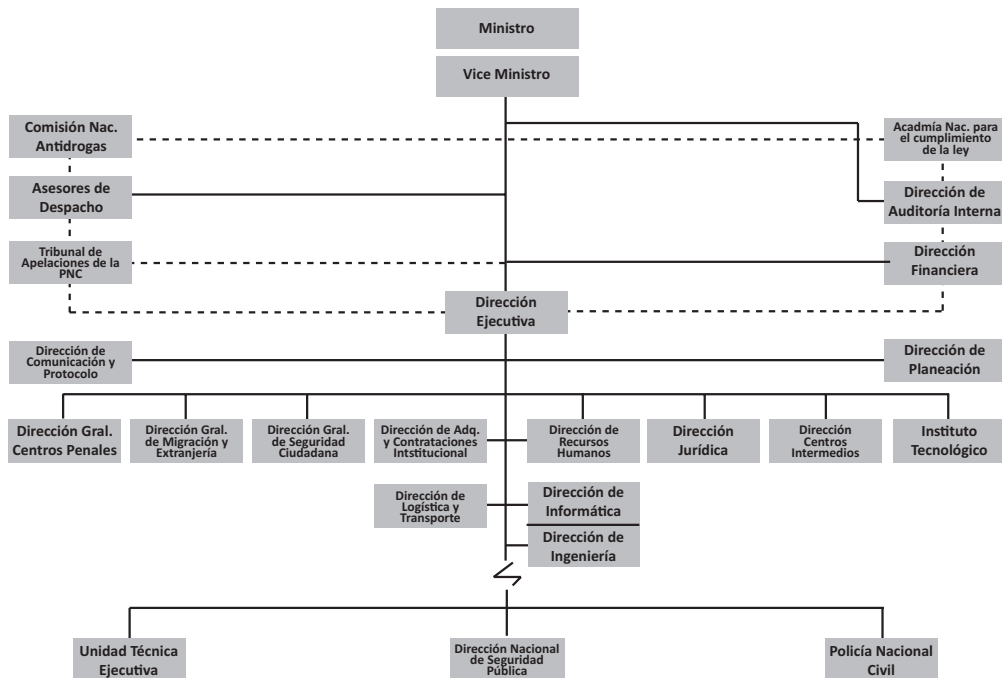 Ministro
Vice Ministro
Comisión Nac.
Antidrogas
Acadmía Nac. para
el cumplimiento
de la ley
Asesores de
Despacho
Dirección de
Auditoría Interna
Tribunal de
Apelaciones de la
PNC
Dirección
Financiera
Dirección
Ejecutiva
Dirección de
Comunicación y
Protocolo
Dirección de
Planeación
Dirección Gral.
Centros Penales
Dirección Gral.
de Migración y
Extranjería
Dirección Gral.
de Seguridad
Ciudadana
Dirección de Adq.
y Contrataciones
Intstitucional
Dirección de
Recursos
Humanos
Dirección
Jurídica
Dirección
Centros
Intermedios
Instituto
Tecnológico
Dirección de
Logística y
Transporte
Dirección de
Informática
Dirección de
Ingeniería
Unidad Técnica
Ejecutiva
Dirección Nacional
de Seguridad
Pública
Policía Nacional
Civil